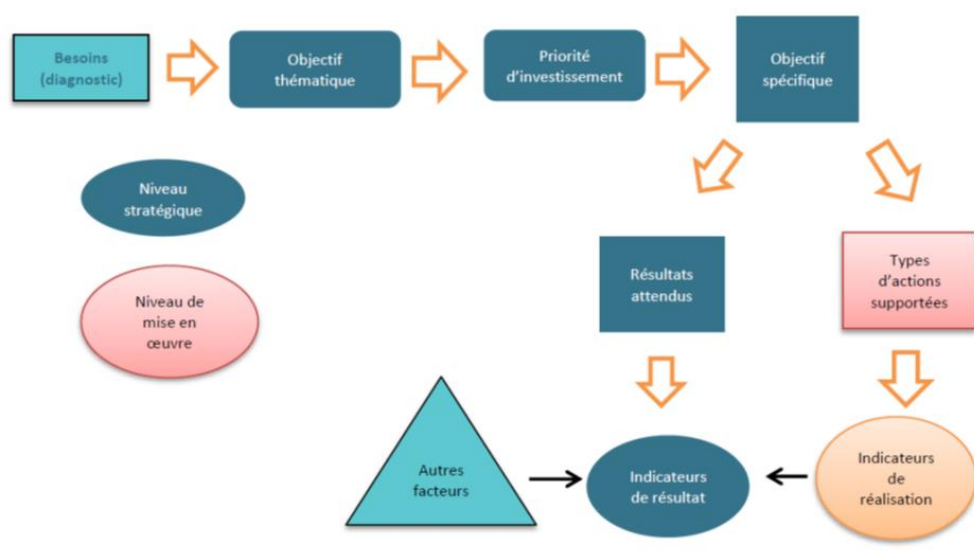 Besoins
(diagnostic)
Objectif
thématique
Priorité
d'investissement
Objectif
spécifique
Niveau
stratégique
Niveau de
mise en
œuvre
Résultats
attendus
Types
d'actions
supportées
Autres
facteurs
Indicateurs
de résultat
Indicateurs
de
réalisation